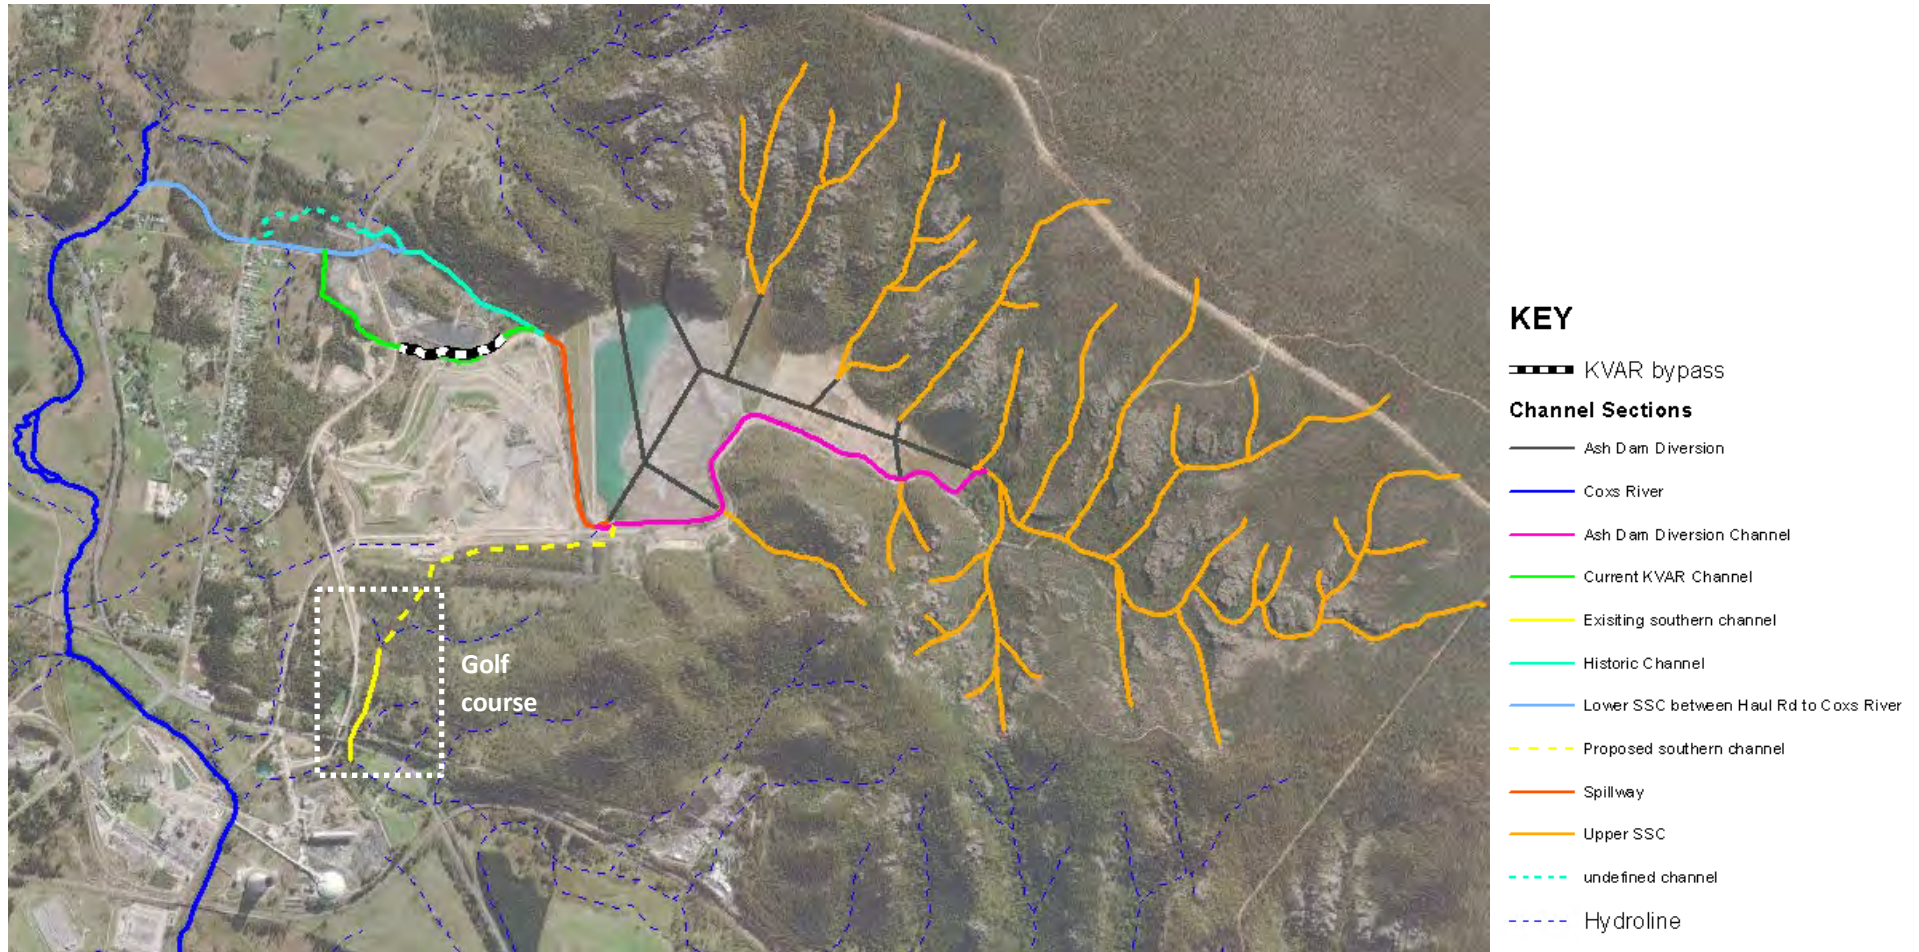 Golf
course
KEY
KVAR bypass
Channel Sections
Ash Dam Diversion
Coxs River
Ash Dam Diversion Channel
Current KVAR Channel
Exisiting southern channel
Historic Channel
Lower SSC between Haul Rd to Coxs River
Proposed southern channel
Spillway
Upper SSC
undefined channel
Hydroline